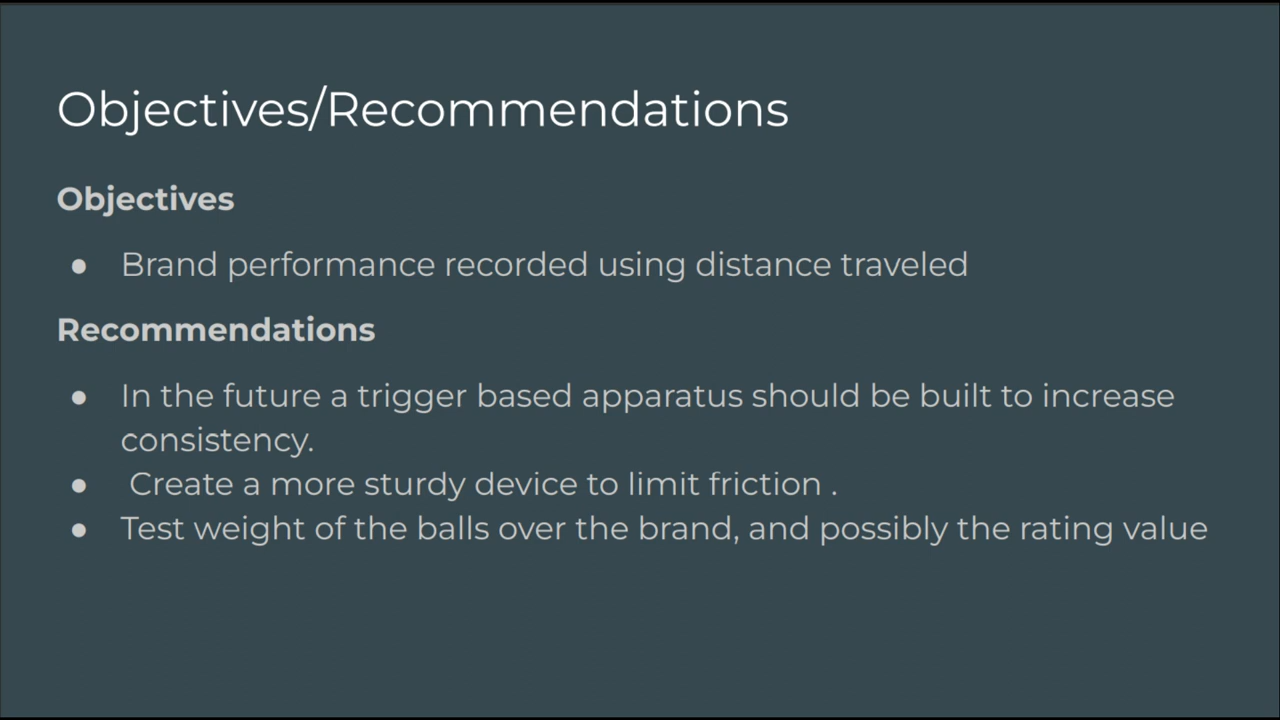 Objectives/Recommendations
Objectives
● Brand performance recorded using distance traveled
Recommendations
● In the future a trigger based apparatus should be built to increase
consistency.
● Create a more sturdy device to limit friction .
● Test weight of the balls over the brand, and possibly the rating value